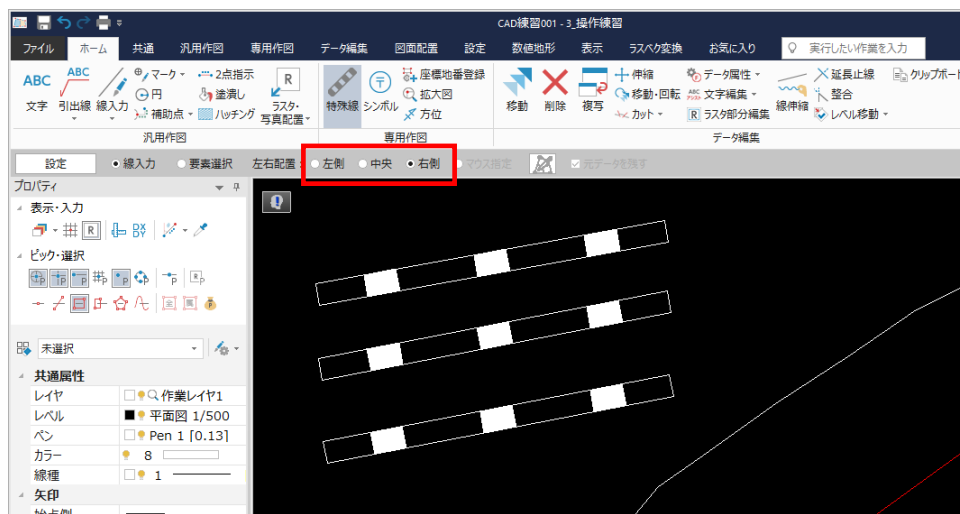 CAD練習001 - 3_操作練習
ファイル ホーム 共通 汎用作図 専用作図 データ編集 図面配置 設定 数値地形 表示 ラスベク変換 お気に入り 実行したい作業を入力
ABC 文字
ABC 引出線
線入力
マーク 2点指示
円 塗潰し
補助点 ハッチング
R ラスタ・写真配置
汎用作図
特殊線
シンボル
座標地番登録
拡大図
方位
専用作図
移動
削除
複写
伸縮 データ属性
移動・回転 ABC 文字編集
カット R ラスタ部分編集
線伸縮
延長止線
整合
レベル移動
クリップボード
データ編集
設定 線入力 要素選択 左右配置 : 左側 中央 右側 マウス指定 元データを残す
プロパティ
表示・入力
R DX DY
ピック・選択
P P P P P P R P
未選択
共通属性
レイヤ 作業レイヤ1
レベル 平面図 1/500
ペン Pen 1 [0.13]
カラー 8
線種 1
矢印
始点側